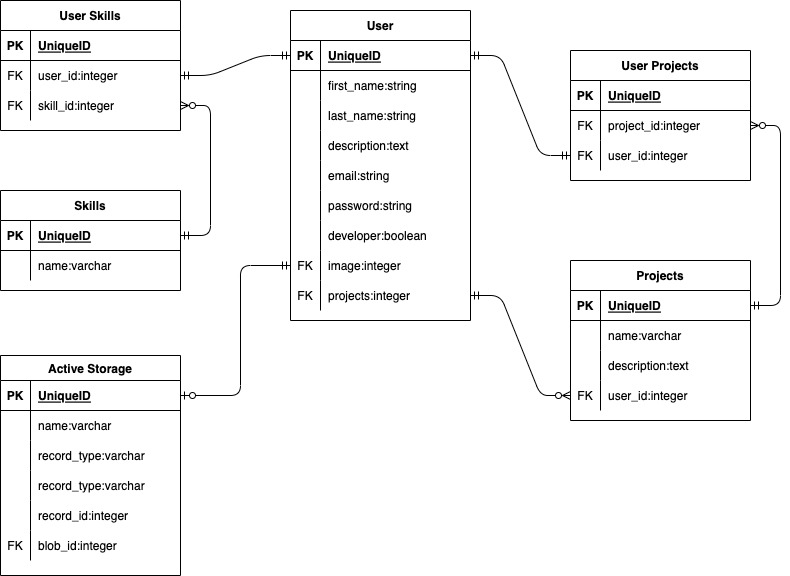 User Skills
PK UniqueID
FK user_id:integer
FK skill_id:integer
Skills
PK UniqueID
name:varchar
Active Storage
PK UniqueID
name:varchar
record_type:varchar
record_type:varchar
record_id:integer
FK blob_id:integer
User
PK UniqueID
first_name:string
last_name:string
description:text
email:string
password:string
developer:boolean
FK image:integer
FK projects:integer
User Projects
PK UniqueID
FK project_id:integer
FK user_id:integer
Projects
PK UniqueID
name:varchar
description:text
FK user_id:integer